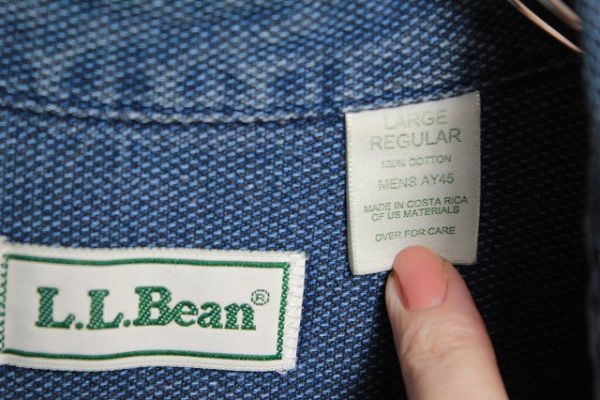 LARGE
REGULAR
100% COTTON
MENS AY45
MADE IN COSTA RICA
OF US MATERIALS
OVER FOR CARE
L.L.Bean®